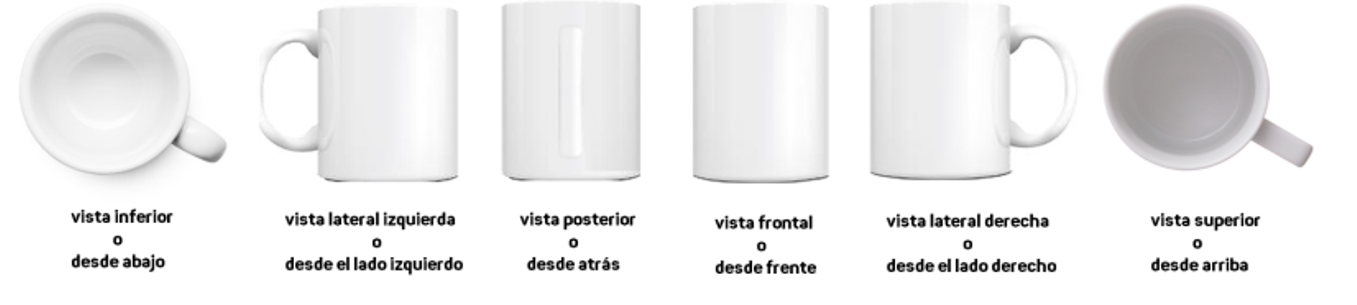 vista inferior
o
desde abajo
vista lateral izquierda
o
desde el lado izquierdo
vista posterior
o
desde atrás
vista frontal
o
desde frente
vista lateral derecha
o
desde el lado derecho
vista superior
o
desde arriba